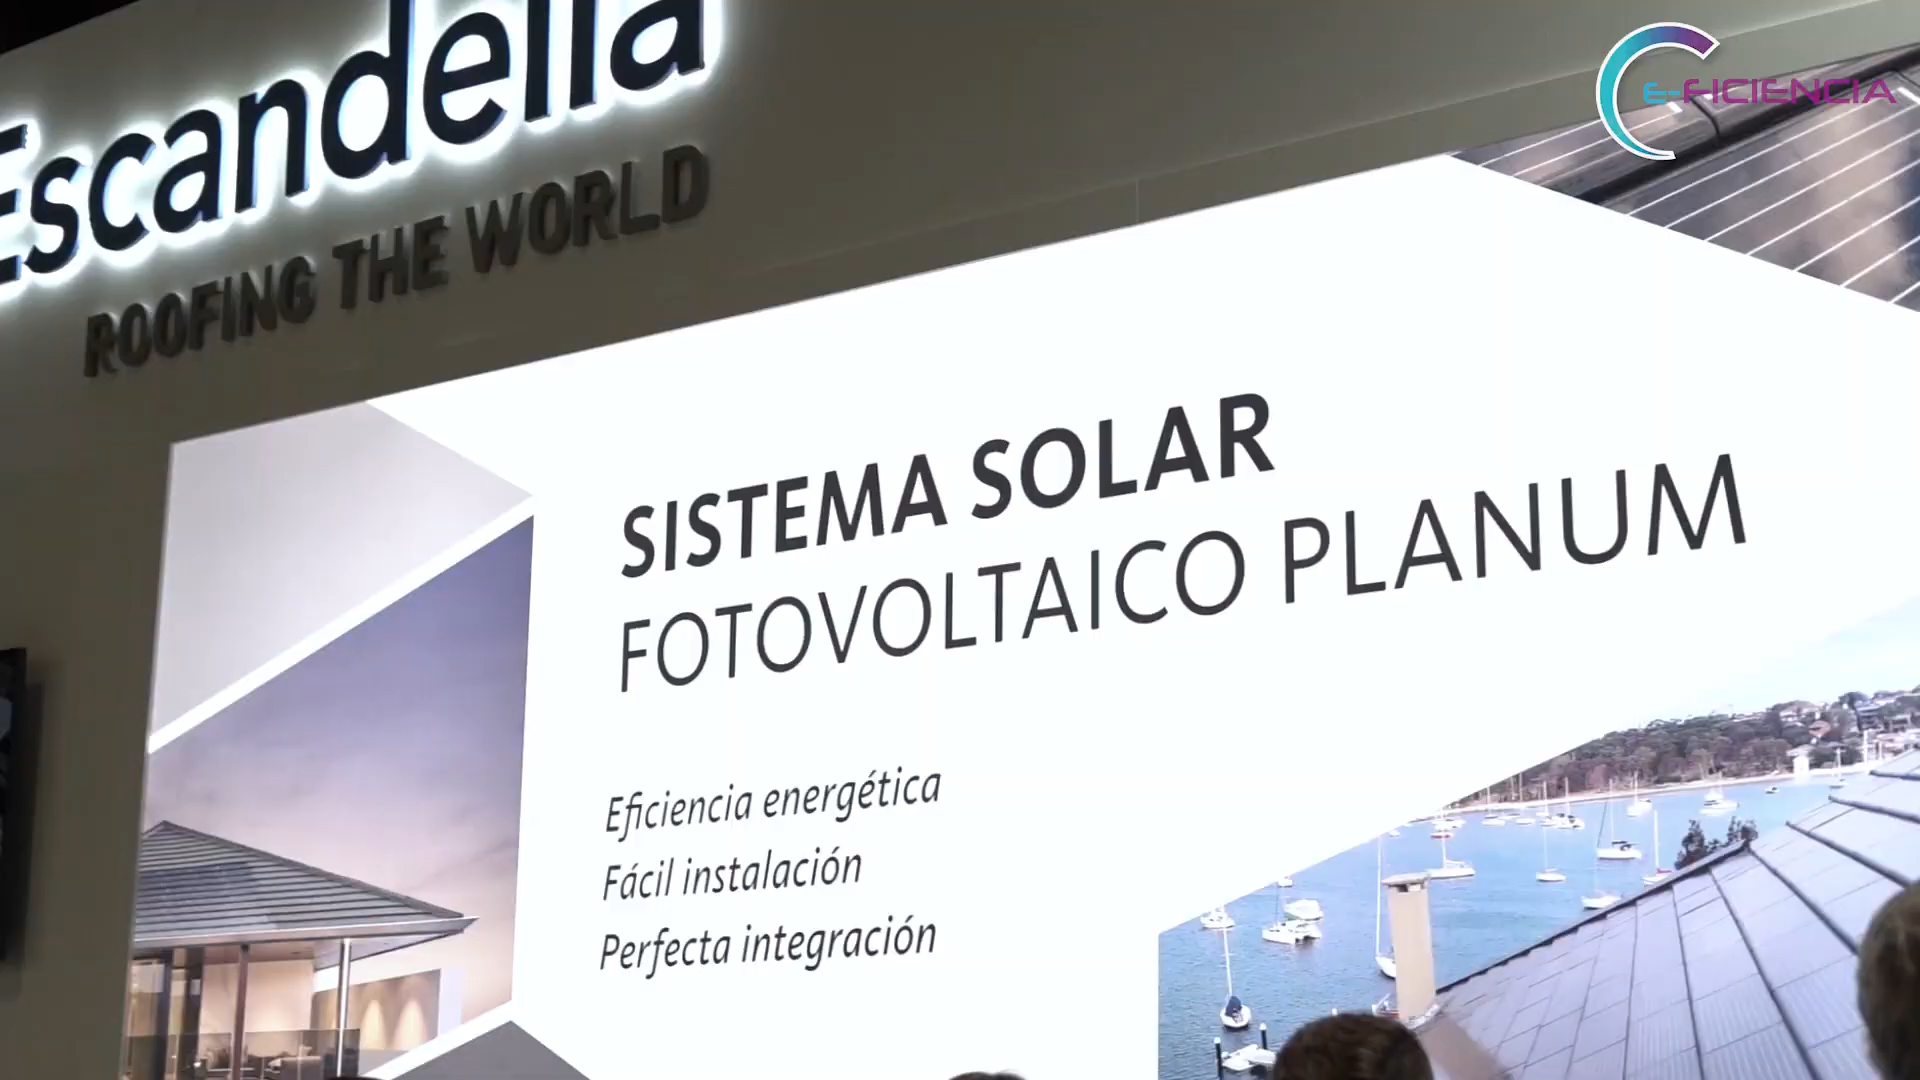 Escandella
ROOFING THE WORLD
E-FICIENCIA
SISTEMA SOLAR
FOTOVOLTAICO PLANUM
Eficiencia energética
Fácil instalación
Perfecta integración